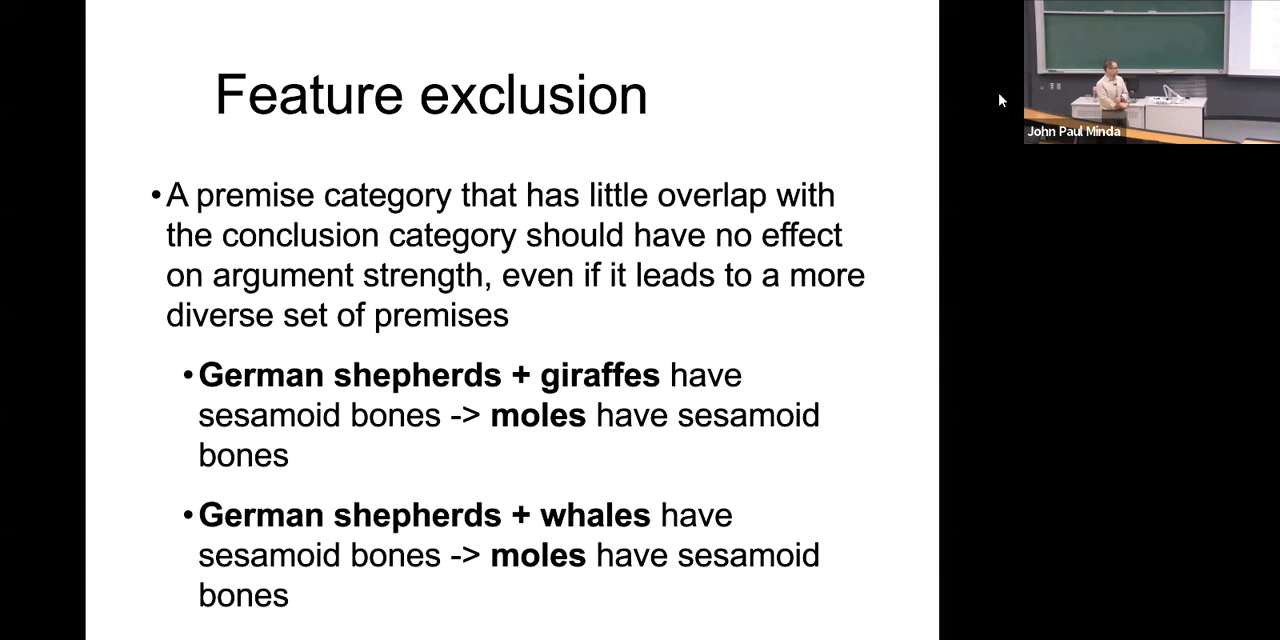 Feature exclusion
•A premise category that has little overlap with
the conclusion category should have no effect
on argument strength, even if it leads to a more
diverse set of premises
•German shepherds + giraffes have
sesamoid bones -> moles have sesamoid
bones
•German shepherds + whales have
sesamoid bones -> moles have sesamoid
bones
John Paul Minda